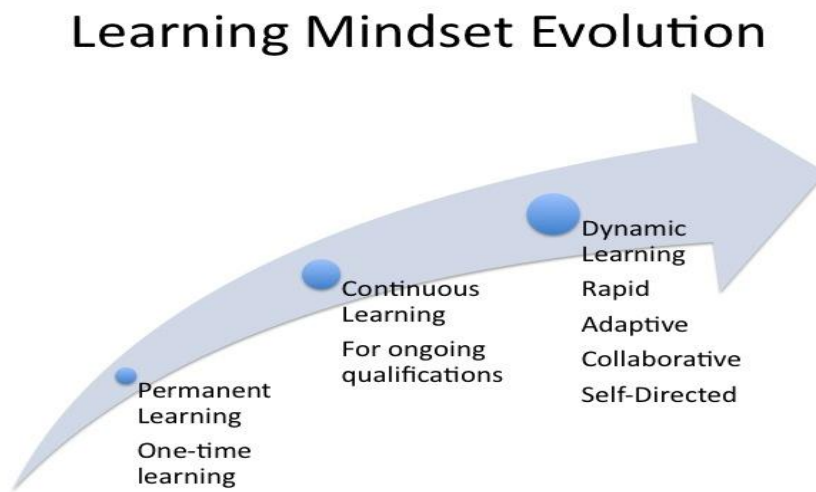 Learning Mindset Evolution
Permanent
Learning
One-time
learning
Continuous
Learning
For ongoing
qualifications
Dynamic
Learning
Rapid
Adaptive
Collaborative
Self-Directed